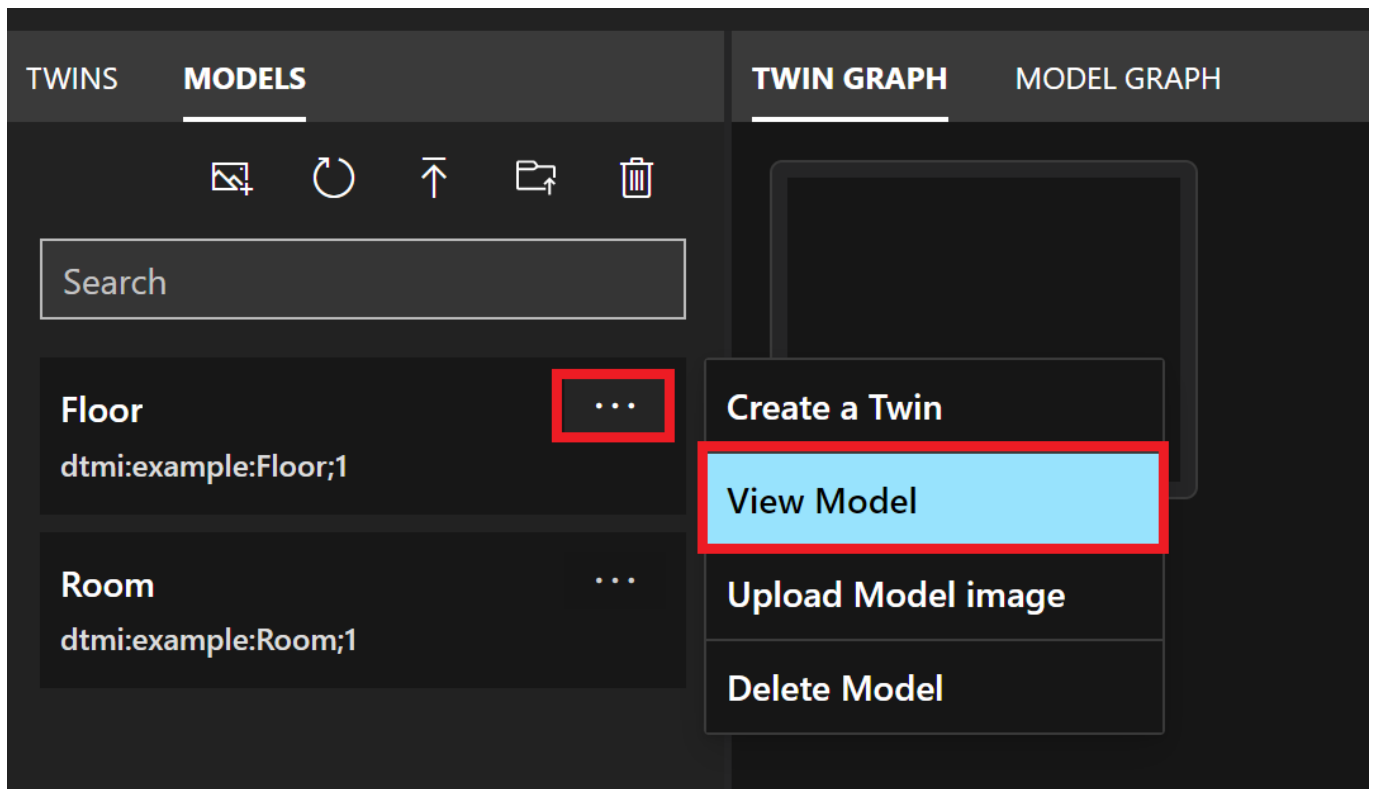 TWINS MODELS
TWIN GRAPH MODEL GRAPH
Search
Floor
dtmi:example:Floor;1
Room
dtmi:example:Room;1
Create a Twin
View Model
Upload Model image
Delete Model